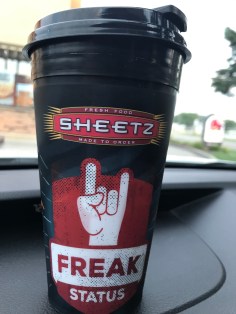 FRESH FOOD
SHEETZ
MADE TO ORDER
FREAK
STATUS